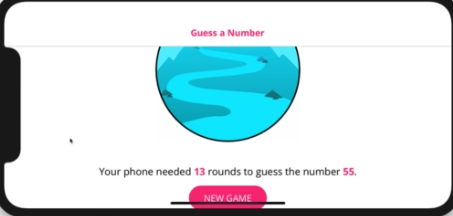 Guess a Number
Your phone needed 13 rounds to guess the number 55.
NEW GAME